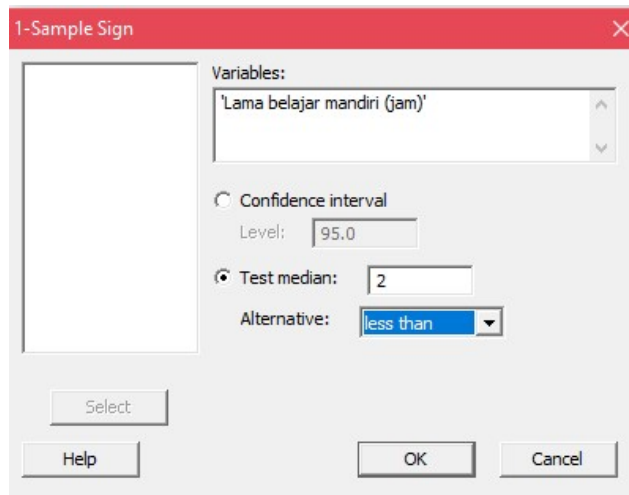 1-Sample Sign
Variables:
'Lama belajar mandiri (jam)'
Confidence interval
Level: 95.0
Test median: 2
Alternative: less than
Select
Help OK Cancel